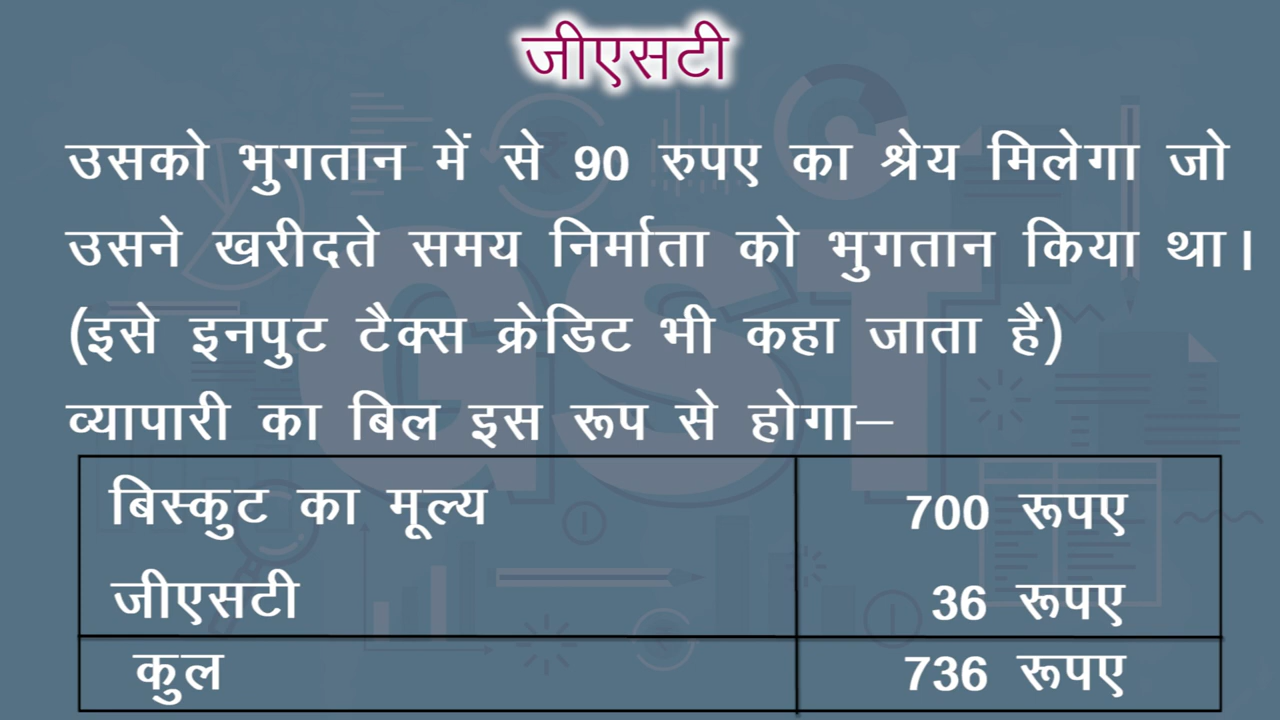 जीएसटी
उसको भुगतान में से 90 रुपए का श्रेय मिलेगा जो
उसने खरीदते समय निर्माता को भुगतान किया था।
(इसे इनपुट टैक्स क्रेडिट भी कहा जाता है)
व्यापारी का बिल इस रूप से होगा—
बिस्कुट का मूल्य 700 रूपए
जीएसटी 36 रूपए
कुल 736 रूपए
GST